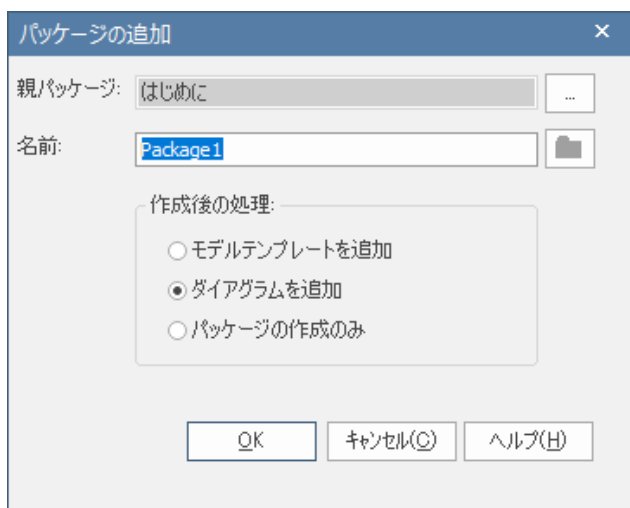 パッケージの追加
親パッケージ: はじめに ...
名前: Package1
作成後の処理:
モデルテンプレートを追加
ダイアグラムを追加
パッケージの作成のみ
OK キャンセル(C) ヘルプ(H)